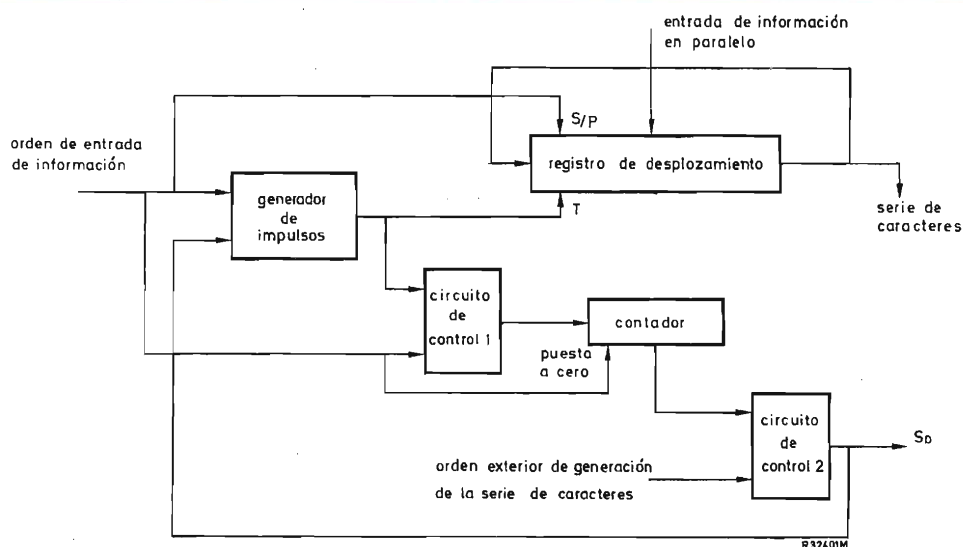 entrada de información
en paralelo
orden de entrada
de información
S/P
registro de desplozamiento
generador
de
impulsos
T
serie de
caracteres
circuito
de
control 1
contador
puesta
a cero
circuito
de
control 2
SD
orden exterior de generación
de la serie de caracteres
R32401M